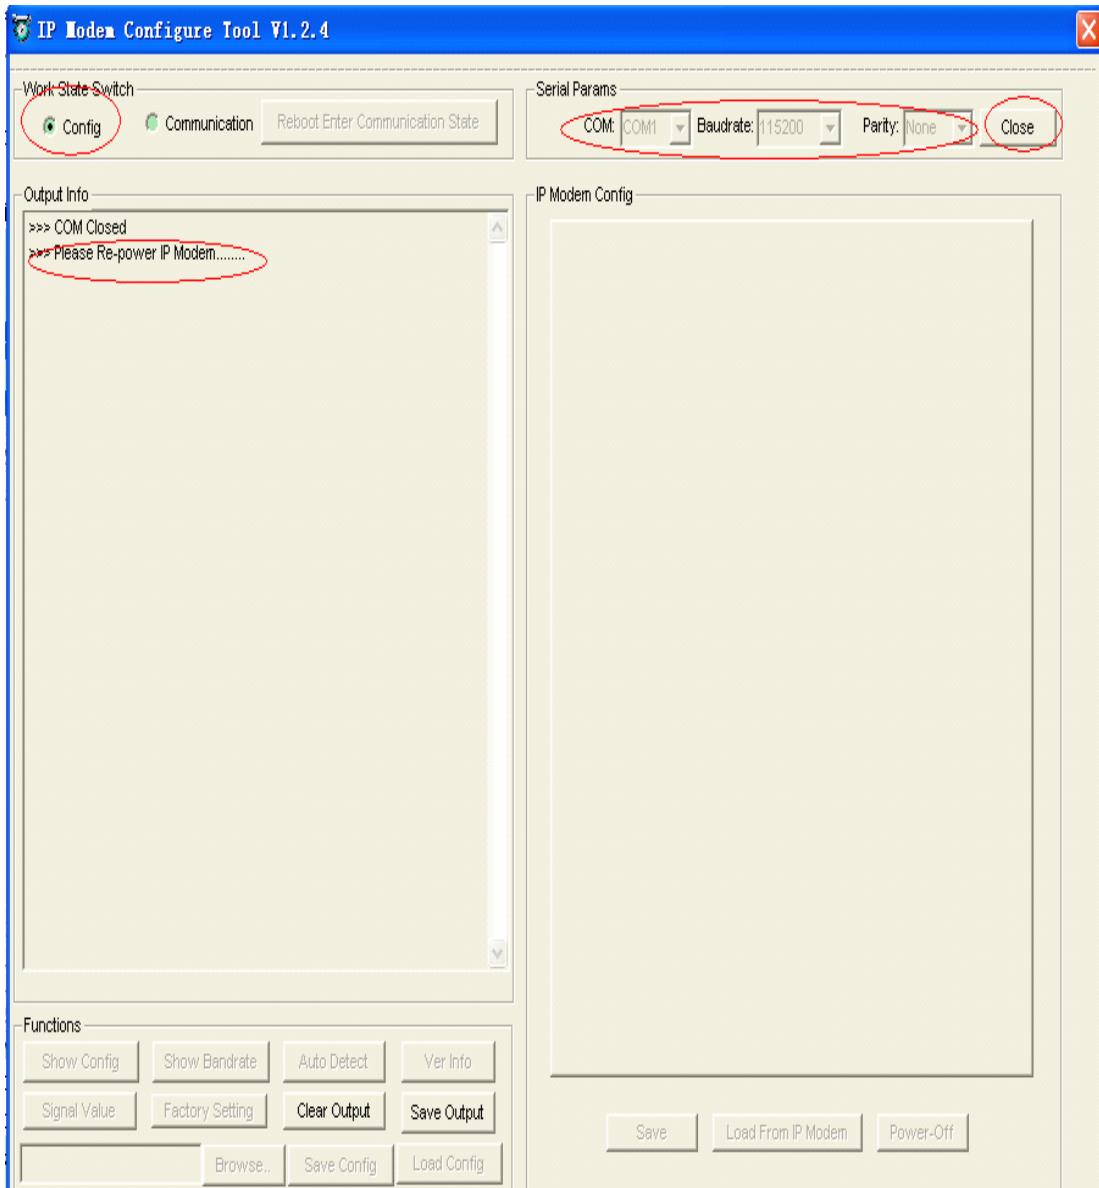 IP Modem Configure Tool V1.2.4
Work State Switch
Config
Communication
Reboot Enter Communication State
Serial Params
COM: COM1
Baudrate: 115200
Parity: None
Close
Output Info
>>> COM Closed
>>> Please Re-power IP Modem........
IP Modem Config
Functions
Show Config
Show Bandrate
Auto Detect
Ver Info
Signal Value
Factory Setting
Clear Output
Save Output
Browse..
Save Config
Load Config
Save
Load From IP Modem
Power-Off